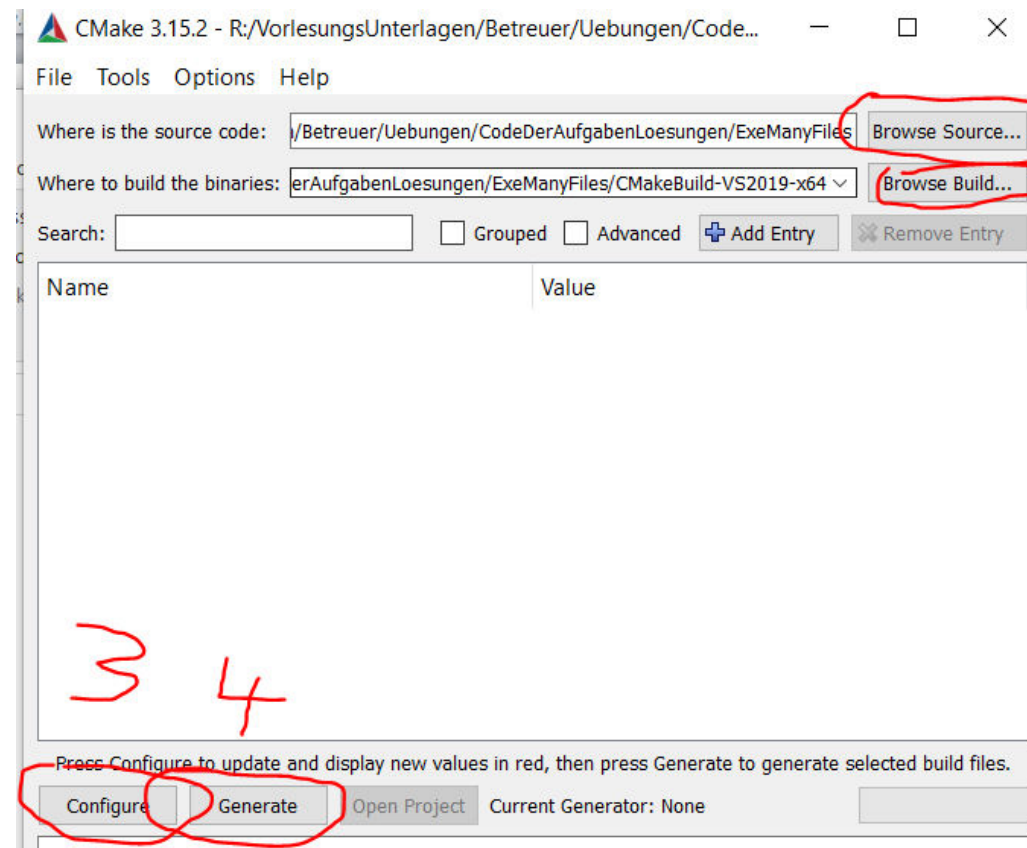 CMake 3.15.2 - R:/VorlesungsUnterlagen/Betreuer/Uebungen/Code...
File Tools Options Help
Where is the source code: /Betreuer/Uebungen/CodeDerAufgabenLoesungen/ExeManyFiles Browse Source...
Where to build the binaries: erAufgabenLoesungen/ExeManyFiles/CMakeBuild-VS2019-x64 Browse Build...
Search: Grouped Advanced Add Entry Remove Entry
Name Value
3 4
Press Configure to update and display new values in red, then press Generate to generate selected build files.
Configure Generate Open Project Current Generator: None